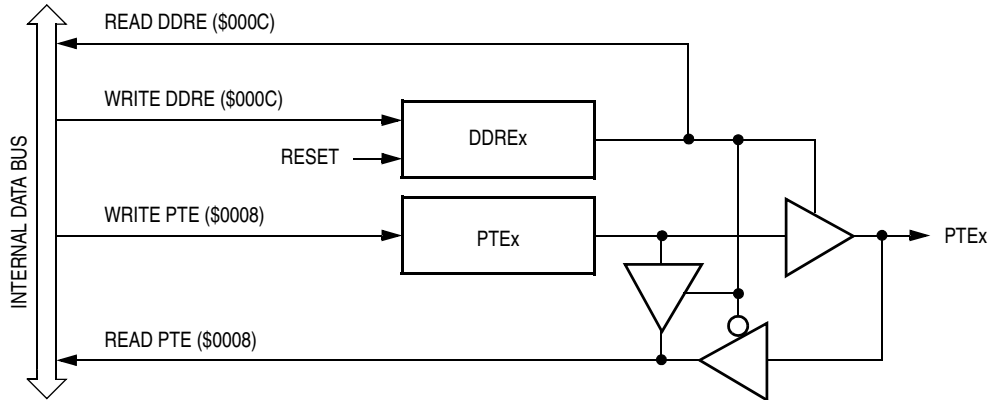 READ DDRE ($000C)
WRITE DDRE ($000C)
DDREx
RESET
INTERNAL DATA BUS
WRITE PTE ($0008)
PTEx
PTEx
READ PTE ($0008)